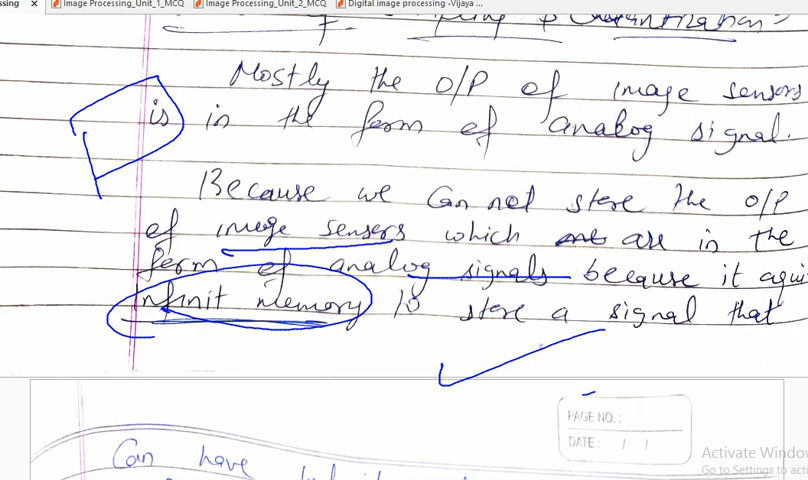 Image Processing_Unit_1_MCQ
Image Processing_Unit_2_MCQ
Digital image processing -Vijaya ...
Mostly the O/P of image sensors
is in the form of analog signal.
Because we can not store the O/P
of image sensors which are in the
form of analog signals because it
Infinit memory to store a signal that
PAGE NO.:
DATE: / /
Can have
Activate Window
Go to Settings to acti